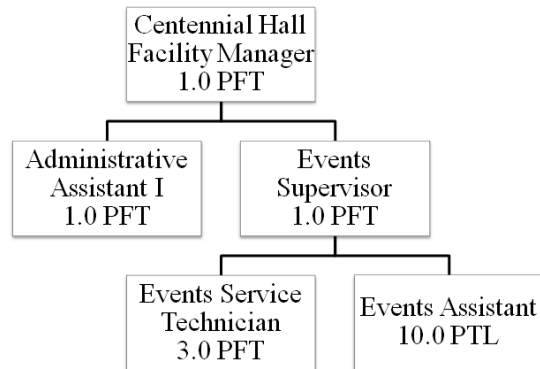 Centennial Hall
Facility Manager
1.0 PFT
Administrative
Assistant I
1.0 PFT
Events
Supervisor
1.0 PFT
Events Service
Technician
3.0 PFT
Events Assistant
10.0 PTL